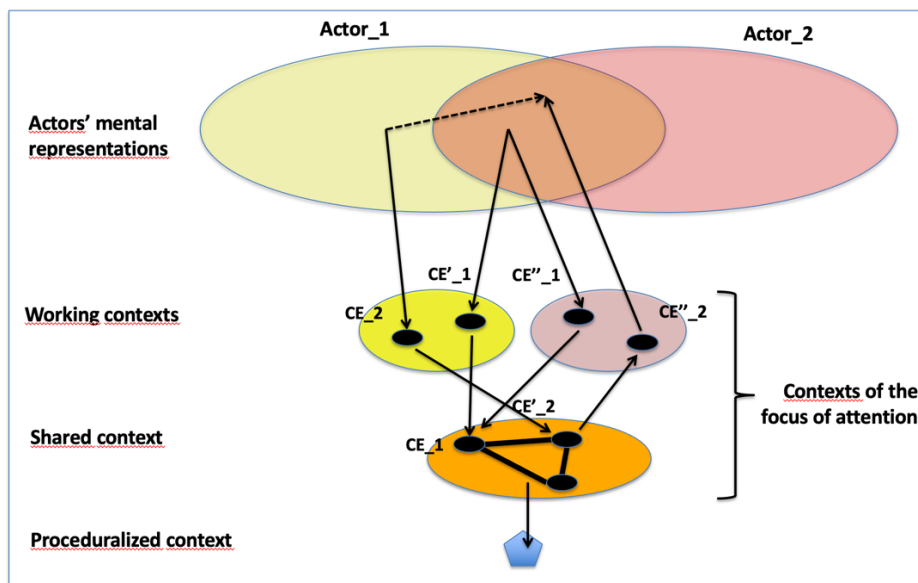 Actor_1
Actor_2
Actors' mental
representations
CE'_1
CE''_1
Working contexts
CE_2
CE''_2
Contexts of the
focus of attention
CE'_2
Shared context
CE_1
Proceduralized context